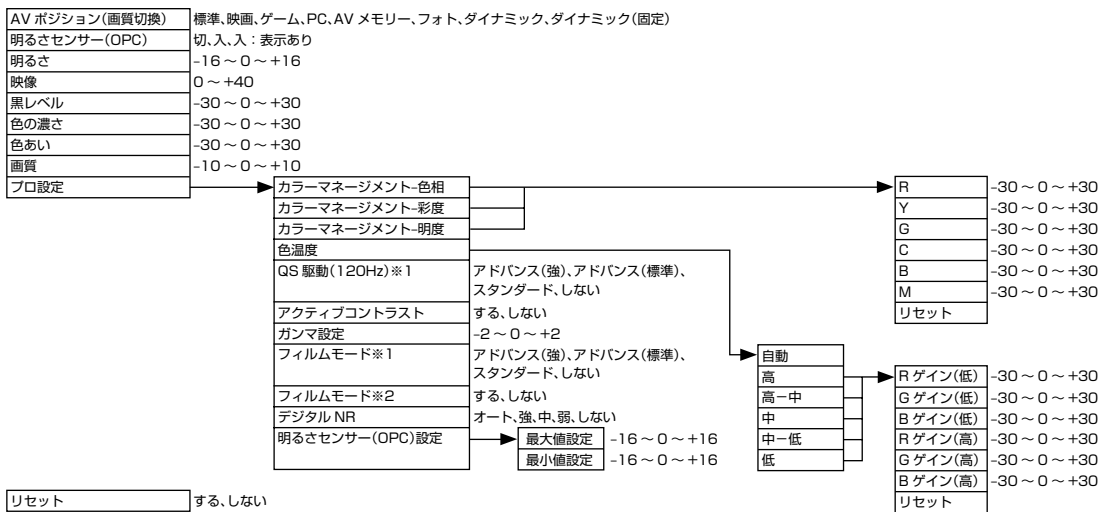 AV ポジション(画質切換) 標準、映画、ゲーム、PC、AV メモリー、フォト、ダイナミック、ダイナミック(固定)
明るさセンサー(OPC) 切、入、入:表示あり
明るさ –16～0～+16
映像 0～+40
黒レベル –30～0～+30
色の濃さ –30～0～+30
色あい –30～0～+30
画質 –10～0～+10
プロ設定
カラーマネージメント–色相
カラーマネージメント–彩度
カラーマネージメント–明度
色温度
QS 駆動(120Hz)※1 アドバンス(強)、アドバンス(標準)、
スタンダード、しない
アクティブコントラスト する、しない
ガンマ設定 –2～0～+2
フィルムモード※1 アドバンス(強)、アドバンス(標準)、
スタンダード、しない
フィルムモード※2 する、しない
デジタル NR オート、強、中、弱、しない
明るさセンサー(OPC)設定
最大値設定 –16～0～+16
最小値設定 –16～0～+16
自動
高
高－中
中
中－低
低
R –30～0～+30
Y –30～0～+30
G –30～0～+30
C –30～0～+30
B –30～0～+30
M –30～0～+30
リセット
R ゲイン(低) –30～0～+30
G ゲイン(低) –30～0～+30
B ゲイン(低) –30～0～+30
R ゲイン(高) –30～0～+30
G ゲイン(高) –30～0～+30
B ゲイン(高) –30～0～+30
リセット
リセット する、しない